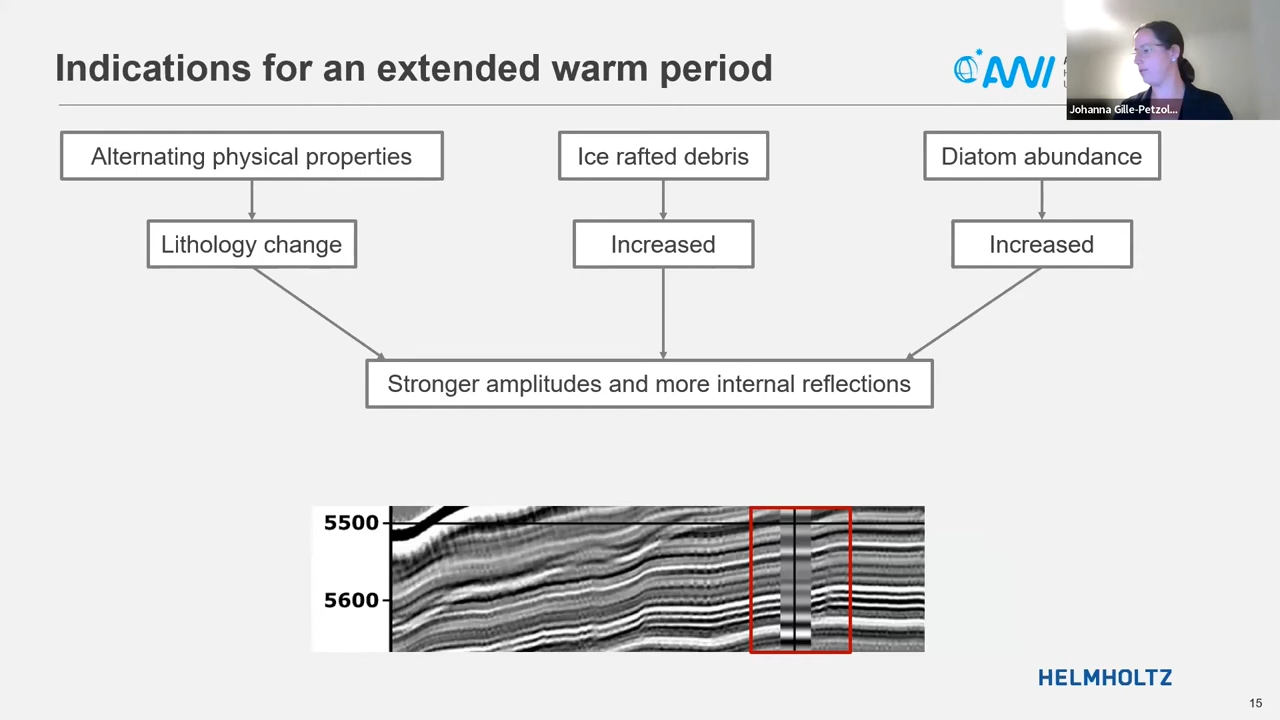 Indications for an extended warm period
AWI
Johanna Gille-Petzol...
Alternating physical properties
Ice rafted debris
Diatom abundance
Lithology change
Increased
Increased
Stronger amplitudes and more internal reflections
5500
5600
HELMHOLTZ
15